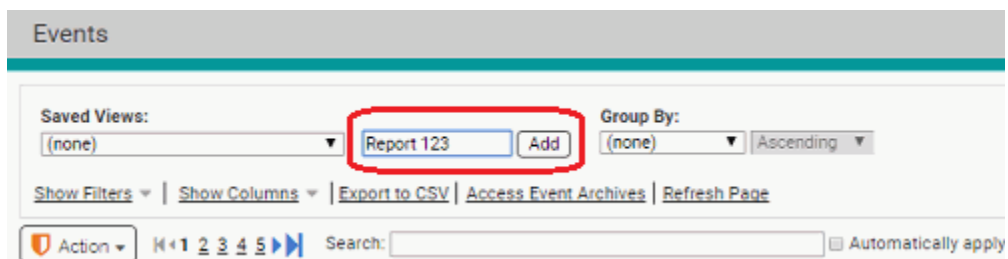 Events
Saved Views: Group By:
(none) Report 123 Add (none) Ascending
Show Filters | Show Columns | Export to CSV | Access Event Archives | Refresh Page
Action 1 2 3 4 5 Search: Automatically apply